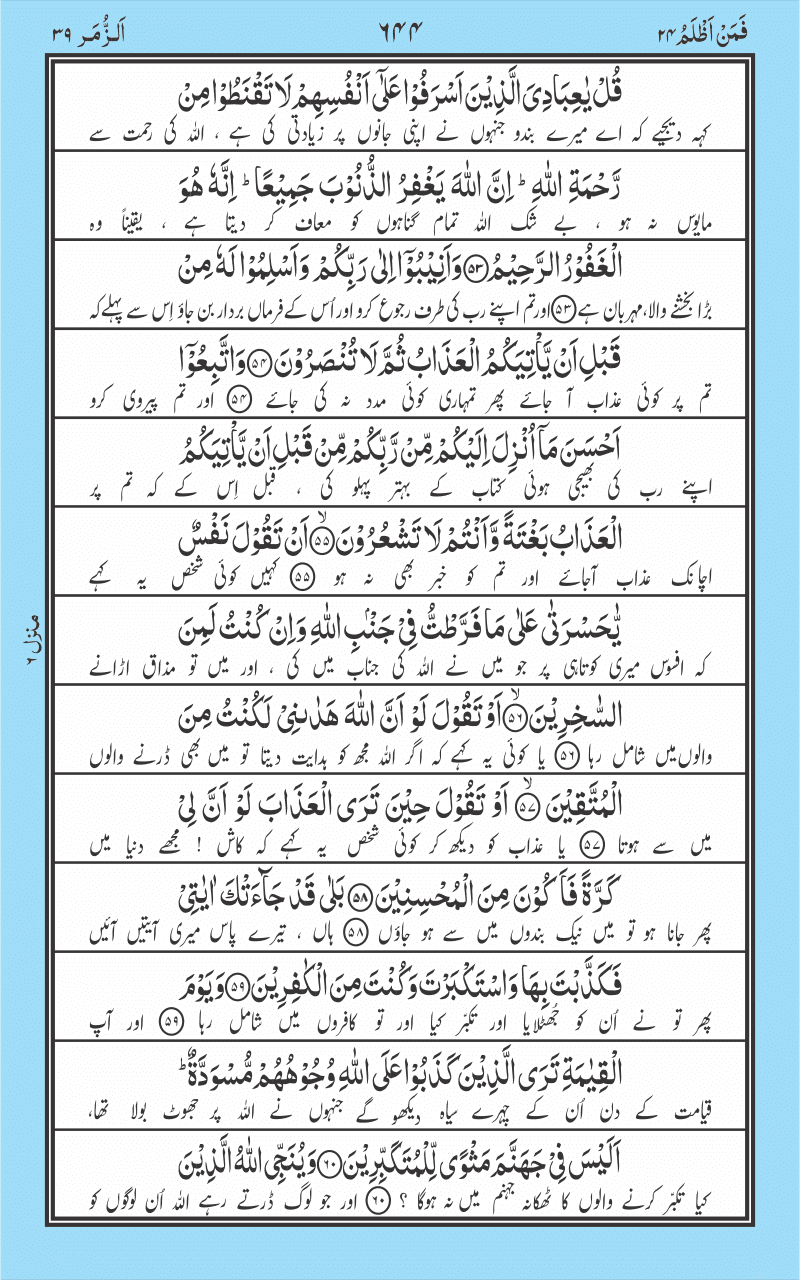 فَمَنْ اَظْلَمُ ۲۴ ۶۴۴ اَلزُّمَر ۳۹
قُلْ يٰعِبَادِيَ الَّذِيْنَ اَسْرَفُوْا عَلٰٓى اَنْفُسِهِمْ لَا تَقْنَطُوْا مِنْ
کہہ دیجیے کہ اے میرے بندو جنہوں نے اپنی جانوں پر زیادتی کی ہے ، اللہ کی رحمت سے
رَّحْمَةِ اللّٰهِ ؕ اِنَّ اللّٰهَ يَغْفِرُ الذُّنُوْبَ جَمِيْعًا ؕ اِنَّهٗ هُوَ
مایوس نہ ہو ، بے شک اللہ تمام گناہوں کو معاف کر دیتا ہے ، یقیناً وہ
الْغَفُوْرُ الرَّحِيْمُ ﴿۵۳﴾ وَاَنِيْبُوْٓا اِلٰى رَبِّكُمْ وَاَسْلِمُوْا لَهٗ مِنْ
بڑا بخشنے والا، مہربان ہے ﴿۵۳﴾ اور تم اپنے رب کی طرف رجوع کرو اور اُس کے فرماں بردار بن جاؤ اِس سے پہلے کہ
قَبْلِ اَنْ يَّاْتِيَكُمُ الْعَذَابُ ثُمَّ لَا تُنْصَرُوْنَ ﴿۵۴﴾ وَاتَّبِعُوْٓا
تم پر کوئی عذاب آ جائے پھر تمہاری کوئی مدد نہ کی جائے ﴿۵۴﴾ اور تم پیروی کرو
اَحْسَنَ مَآ اُنْزِلَ اِلَيْكُمْ مِّنْ رَّبِّكُمْ مِّنْ قَبْلِ اَنْ يَّاْتِيَكُمُ
اپنے رب کی بھیجی ہوئی کتاب کے بہتر پہلو کی ، قبل اِس کے کہ تم پر
الْعَذَابُ بَغْتَةً وَّاَنْتُمْ لَا تَشْعُرُوْنَ ۙ﴿۵۵﴾ اَنْ تَقُوْلَ نَفْسٌ
اچانک عذاب آجائے اور تم کو خبر بھی نہ ہو ﴿۵۵﴾ کہیں کوئی شخص یہ کہے
يّٰحَسْرَتٰى عَلٰى مَا فَرَّطْتُّ فِيْ جَنْۢبِ اللّٰهِ وَاِنْ كُنْتُ لَمِنَ
کہ افسوس میری کوتاہی پر جو میں نے اللہ کی جناب میں کی ، اور میں تو مذاق اڑانے
السّٰخِرِيْنَ ۙ﴿۵۶﴾ اَوْ تَقُوْلَ لَوْ اَنَّ اللّٰهَ هَدٰىنِيْ لَكُنْتُ مِنَ
والوں میں شامل رہا ﴿۵۶﴾ یا کوئی یہ کہے کہ اگر اللہ مجھ کو ہدایت دیتا تو میں بھی ڈرنے والوں
الْمُتَّقِيْنَ ۙ﴿۵۷﴾ اَوْ تَقُوْلَ حِيْنَ تَرَى الْعَذَابَ لَوْ اَنَّ لِيْ
میں سے ہوتا ﴿۵۷﴾ یا عذاب کو دیکھ کر کوئی شخص یہ کہے کہ کاش ! مجھے دنیا میں
كَرَّةً فَاَكُوْنَ مِنَ الْمُحْسِنِيْنَ ﴿۵۸﴾ بَلٰى قَدْ جَآءَتْكَ اٰيٰتِيْ
پھر جانا ہو تو میں نیک بندوں میں سے ہو جاؤں ﴿۵۸﴾ ہاں ، تیرے پاس میری آیتیں آئیں
فَكَذَّبْتَ بِهَا وَاسْتَكْبَرْتَ وَكُنْتَ مِنَ الْكٰفِرِيْنَ ﴿۵۹﴾ وَيَوْمَ
پھر تو نے اُن کو جُھٹلایا اور تکبّر کیا اور تو کافروں میں شامل رہا ﴿۵۹﴾ اور آپ
الْقِيٰمَةِ تَرَى الَّذِيْنَ كَذَبُوْا عَلَى اللّٰهِ وُجُوْهُهُمْ مُّسْوَدَّةٌ ؕ
قیامت کے دن اُن کے چہرے سیاہ دیکھو گے جنہوں نے اللہ پر جھوٹ بولا تھا،
اَلَيْسَ فِيْ جَهَنَّمَ مَثْوًى لِّلْمُتَكَبِّرِيْنَ ﴿۶۰﴾ وَيُنَجِّي اللّٰهُ الَّذِيْنَ
کیا تکبّر کرنے والوں کا ٹھکانہ جہنم میں نہ ہوگا ؟ ﴿۶۰﴾ اور جو لوگ ڈرتے رہے اللہ اُن لوگوں کو
منزل ۶